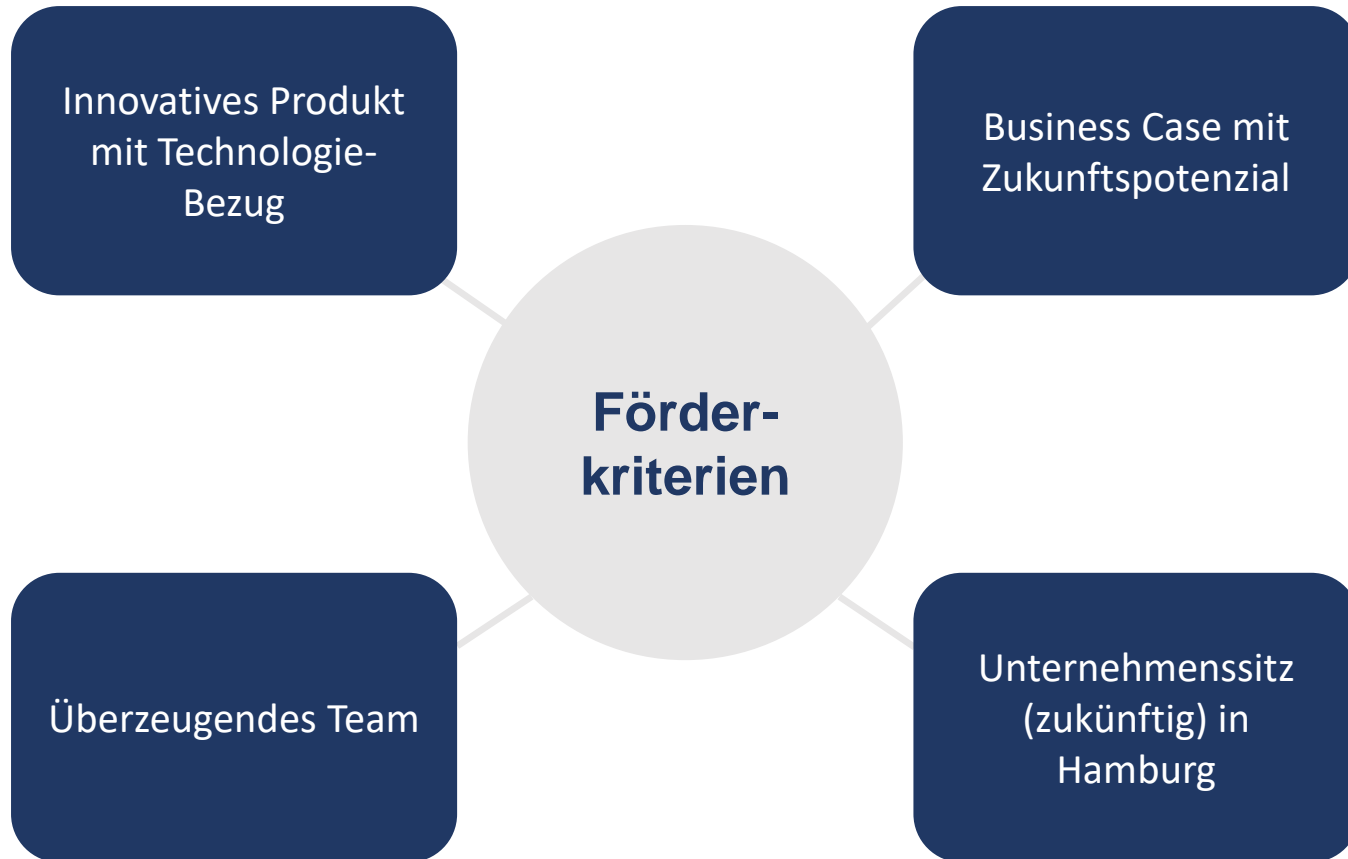 Innovatives Produkt
mit Technologie-
Bezug
Business Case mit
Zukunftspotenzial
Förder-
kriterien
Überzeugendes Team
Unternehmenssitz
(zukünftig) in
Hamburg